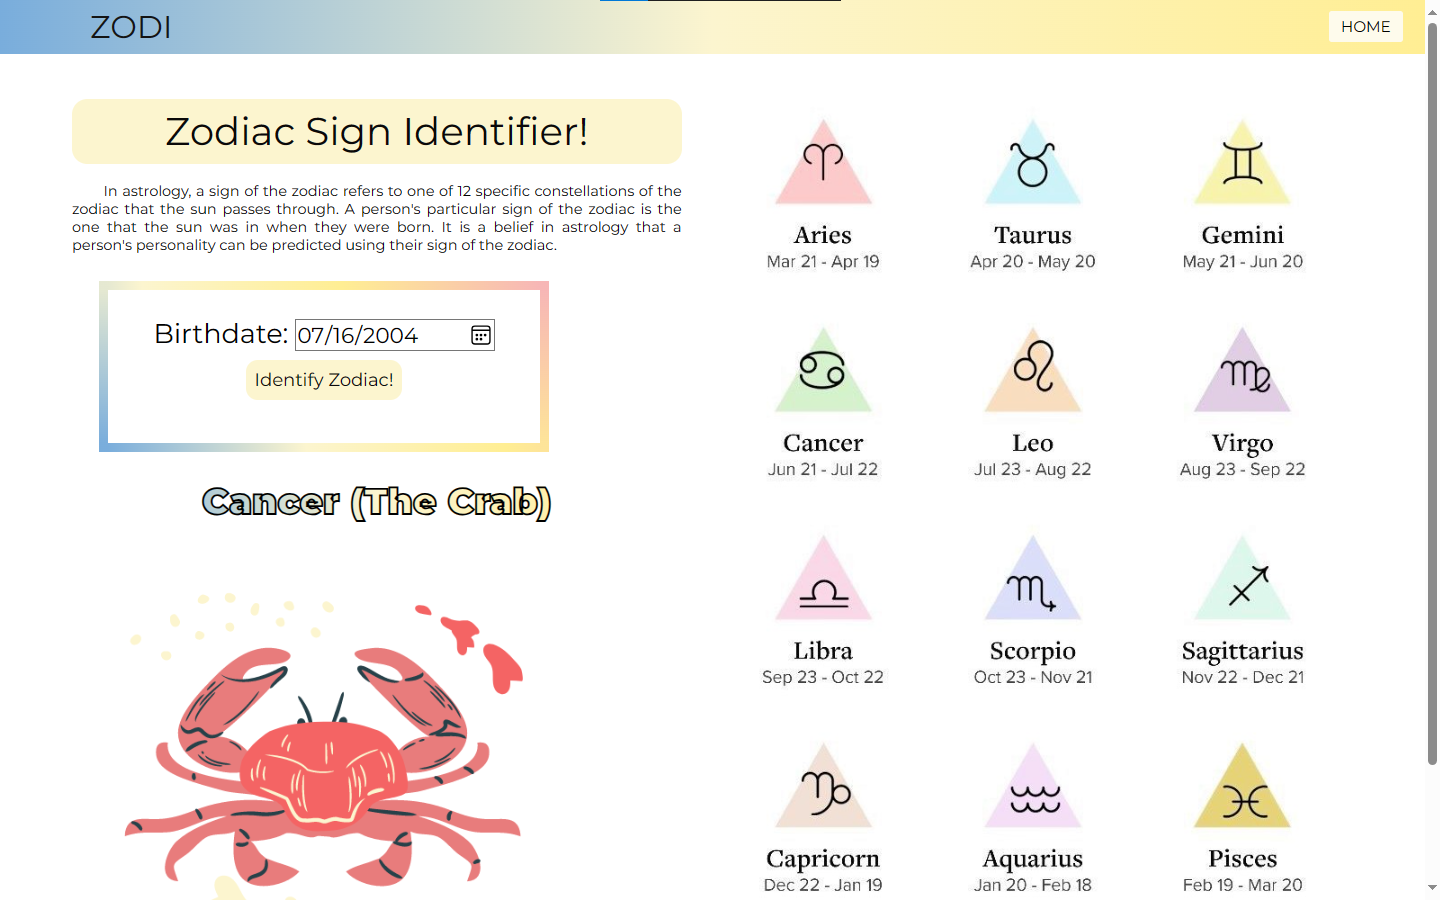 ZODI
HOME
Zodiac Sign Identifier!
In astrology, a sign of the zodiac refers to one of 12 specific constellations of the
zodiac that the sun passes through. A person's particular sign of the zodiac is the
one that the sun was in when they were born. It is a belief in astrology that a
person's personality can be predicted using their sign of the zodiac.
Birthdate: 07/16/2004
Identify Zodiac!
Cancer (The Crab)
Aries
Mar 21 - Apr 19
Taurus
Apr 20 - May 20
Gemini
May 21 - Jun 20
Cancer
Jun 21 - Jul 22
Leo
Jul 23 - Aug 22
Virgo
Aug 23 - Sep 22
Libra
Sep 23 - Oct 22
Scorpio
Oct 23 - Nov 21
Sagittarius
Nov 22 - Dec 21
Capricorn
Dec 22 - Jan 19
Aquarius
Jan 20 - Feb 18
Pisces
Feb 19 - Mar 20